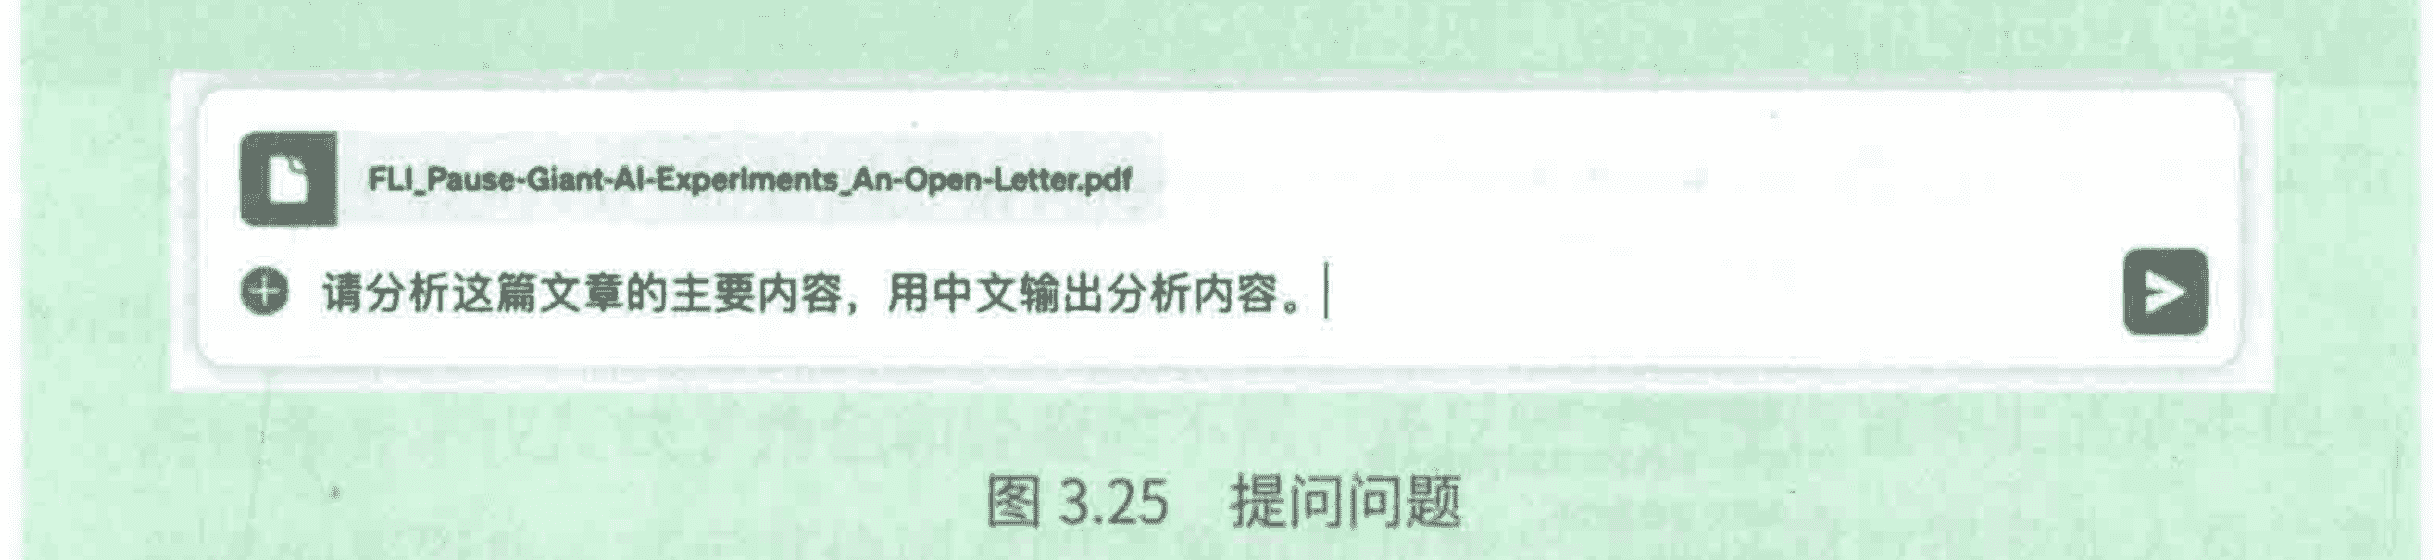 FLI_Pause-Giant-AI-Experiments_An-Open-Letter.pdf
请分析这篇文章的主要内容，用中文输出分析内容。
图 3.25 提问问题